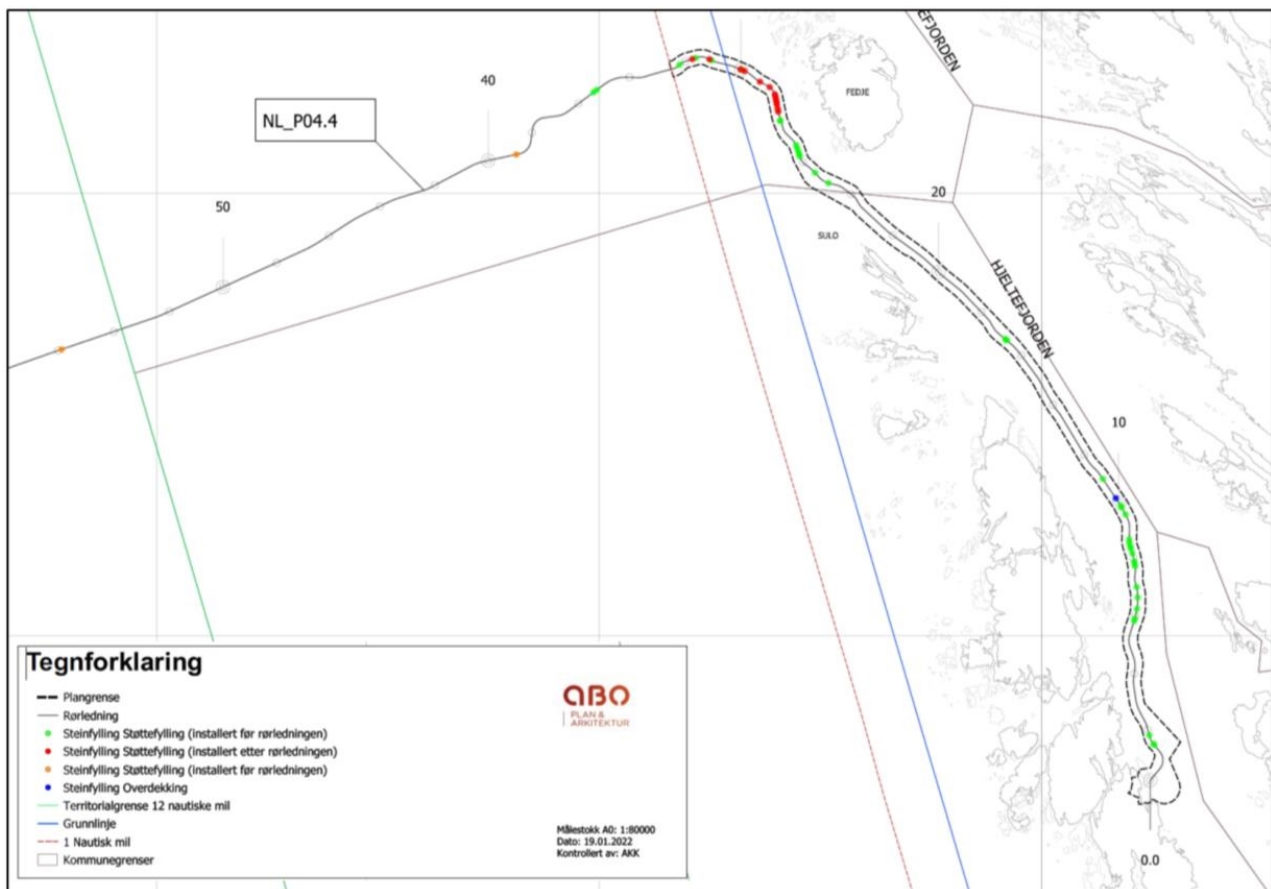 EFJORDEN
40
FEDJE
NL_P04.4
50
20
SULO
HJELTEFJORDEN
10
Tegnforklaring
Plangrense
Rørledning
Steinfylling Støttefylling (installert før rørledningen)
Steinfylling Støttefylling (installert etter rørledningen)
Steinfylling Støttefylling (installert før rørledningen)
Steinfylling Overdekking
Territorialgrense 12 nautiske mil
Grunnlinje
1 Nautisk mil
Kommunegrenser
ABO
PLAN &
ARKITEKTUR
Målestokk A0: 1:80000
Dato: 19.01.2022
Kontrollert av: AKK
0.0